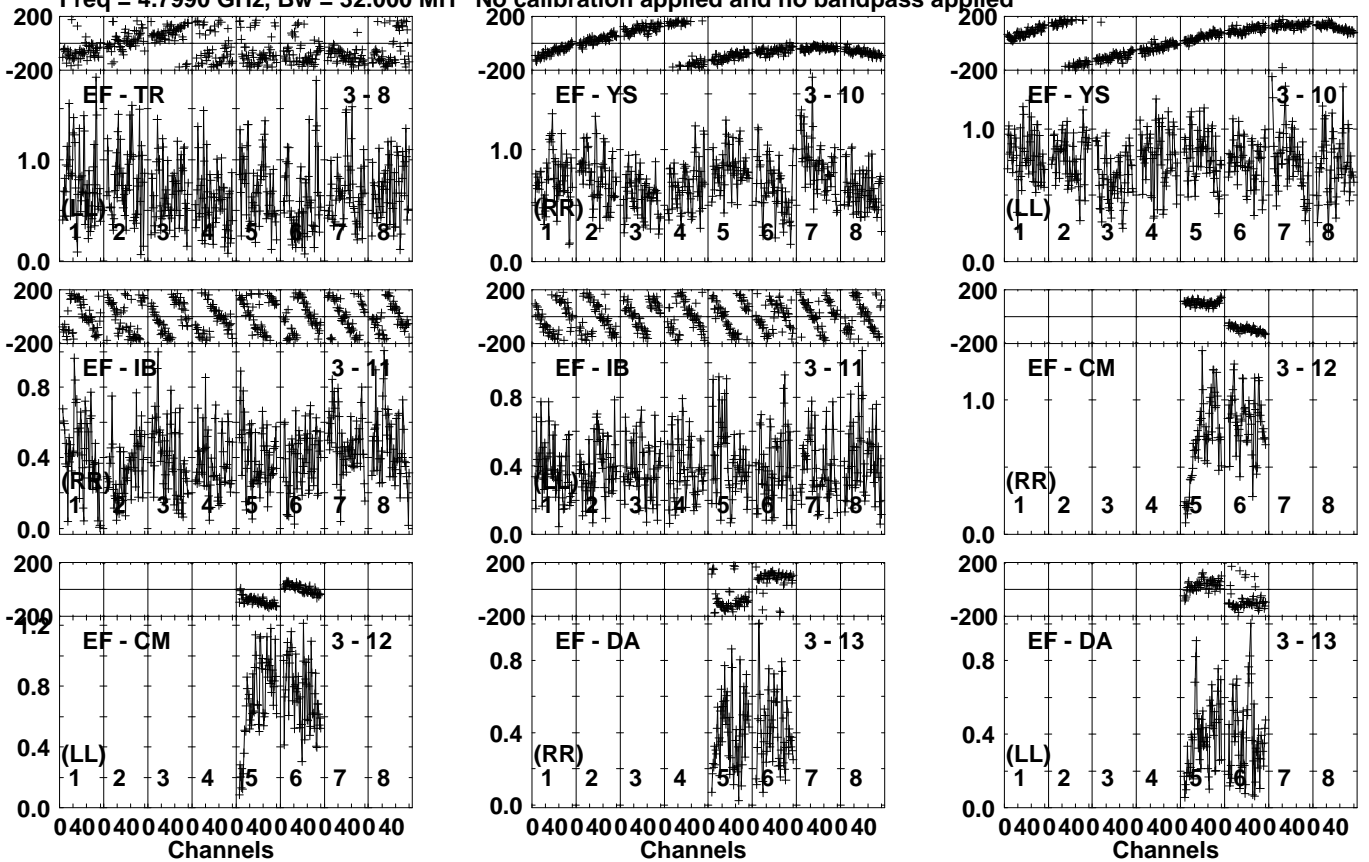 Freq = 4.7990 GHz, Bw = 32.000 MH No calibration applied and no bandpass applied
200 200 200
-200 -200 -200
EF - TR 3 - 8 EF - YS 3 - 10 EF - YS 3 - 10
1.0 1.0 1.0
(LL) (RR) (LL)
1 2 3 4 5 6 7 8 1 2 3 4 5 6 7 8 1 2 3 4 5 6 7 8
0.0 0.0 0.0
200 200 200
-200 -200 -200
EF - IB 3 - 11 EF - IB 3 - 11 EF - CM 3 - 12
0.8 0.8 1.0
0.4 0.4
(RR) (LL) (RR)
1 2 3 4 5 6 7 8 1 2 3 4 5 6 7 8 1 2 3 4 5 6 7 8
0.0 0.0 0.0
200 200 200
-200 -200 -200
1.2
EF - CM 3 - 12 EF - DA 3 - 13 EF - DA 3 - 13
0.8 0.8 0.8
0.4 0.4 0.4
(LL) (RR) (LL)
1 2 3 4 5 6 7 8 1 2 3 4 5 6 7 8 1 2 3 4 5 6 7 8
0.0 0.0 0.0
0 40 0 40 0 40 0 40 0 40 0 40 0 40 0 40 0 40 0 40 0 40 0 40 0 40 0 40 0 40 0 40 0 40 0 40 0 40 0 40 0 40 0 40 0 40 0 40
Channels Channels Channels